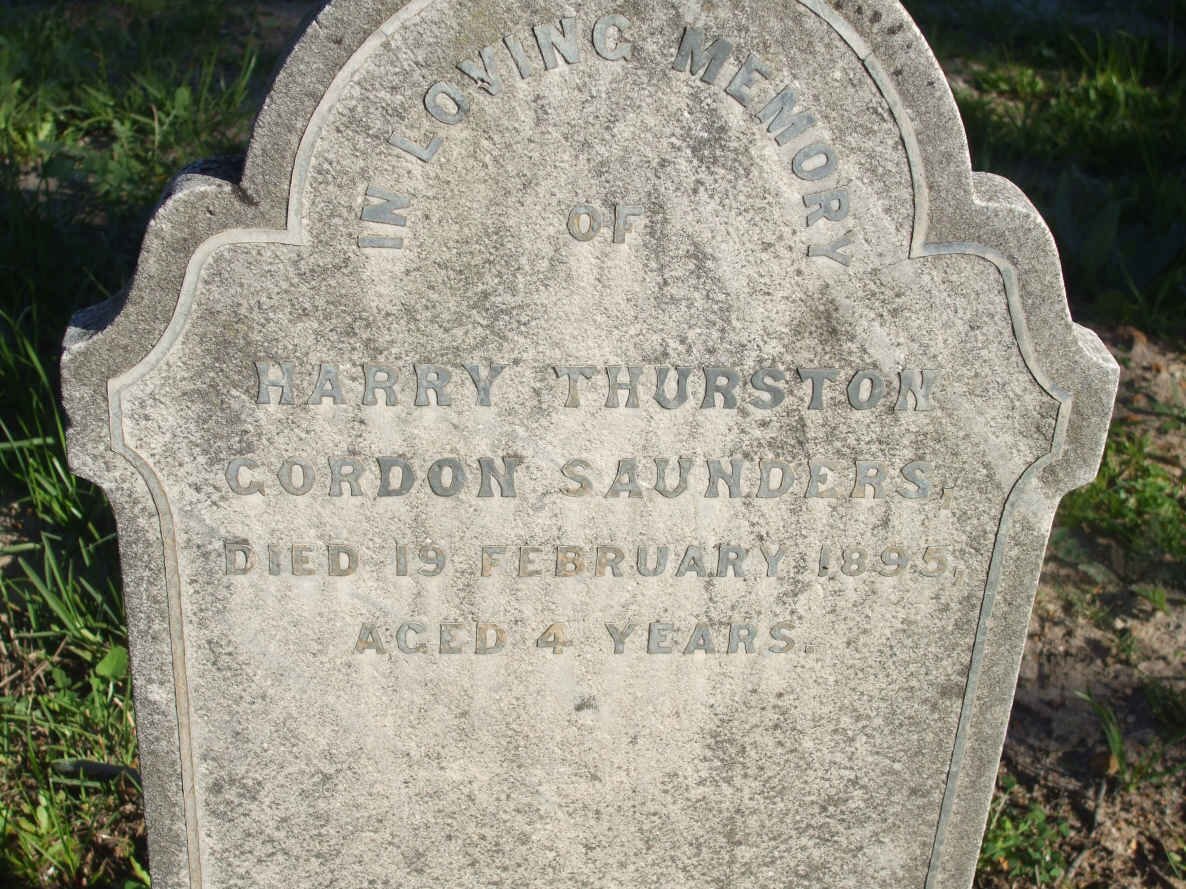 IN LOVING MEMORY
OF
HARRY THURSTON
GORDON SAUNDERS,
DIED 19 FEBRUARY 1895,
AGED 4 YEARS.